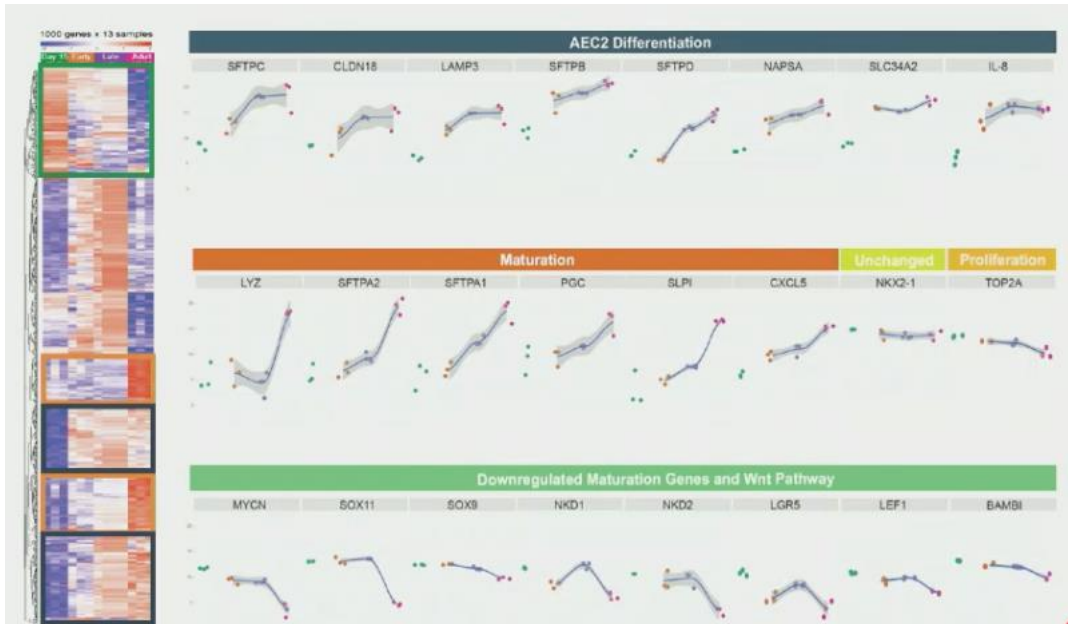 1000 genes x 13 samples
Day 15 Early Late Adult
AEC2 Differentiation
SFTPC CLDN18 LAMP3 SFTPB SFTPD NAPSA SLC34A2 IL-8
Maturation Unchanged Proliferation
LYZ SFTPA2 SFTPA1 PGC SLPI CXCL5 NKX2-1 TOP2A
Downregulated Maturation Genes and Wnt Pathway
MYCN SOX11 SOX9 NKD1 NKD2 LGR5 LEF1 BAMBI